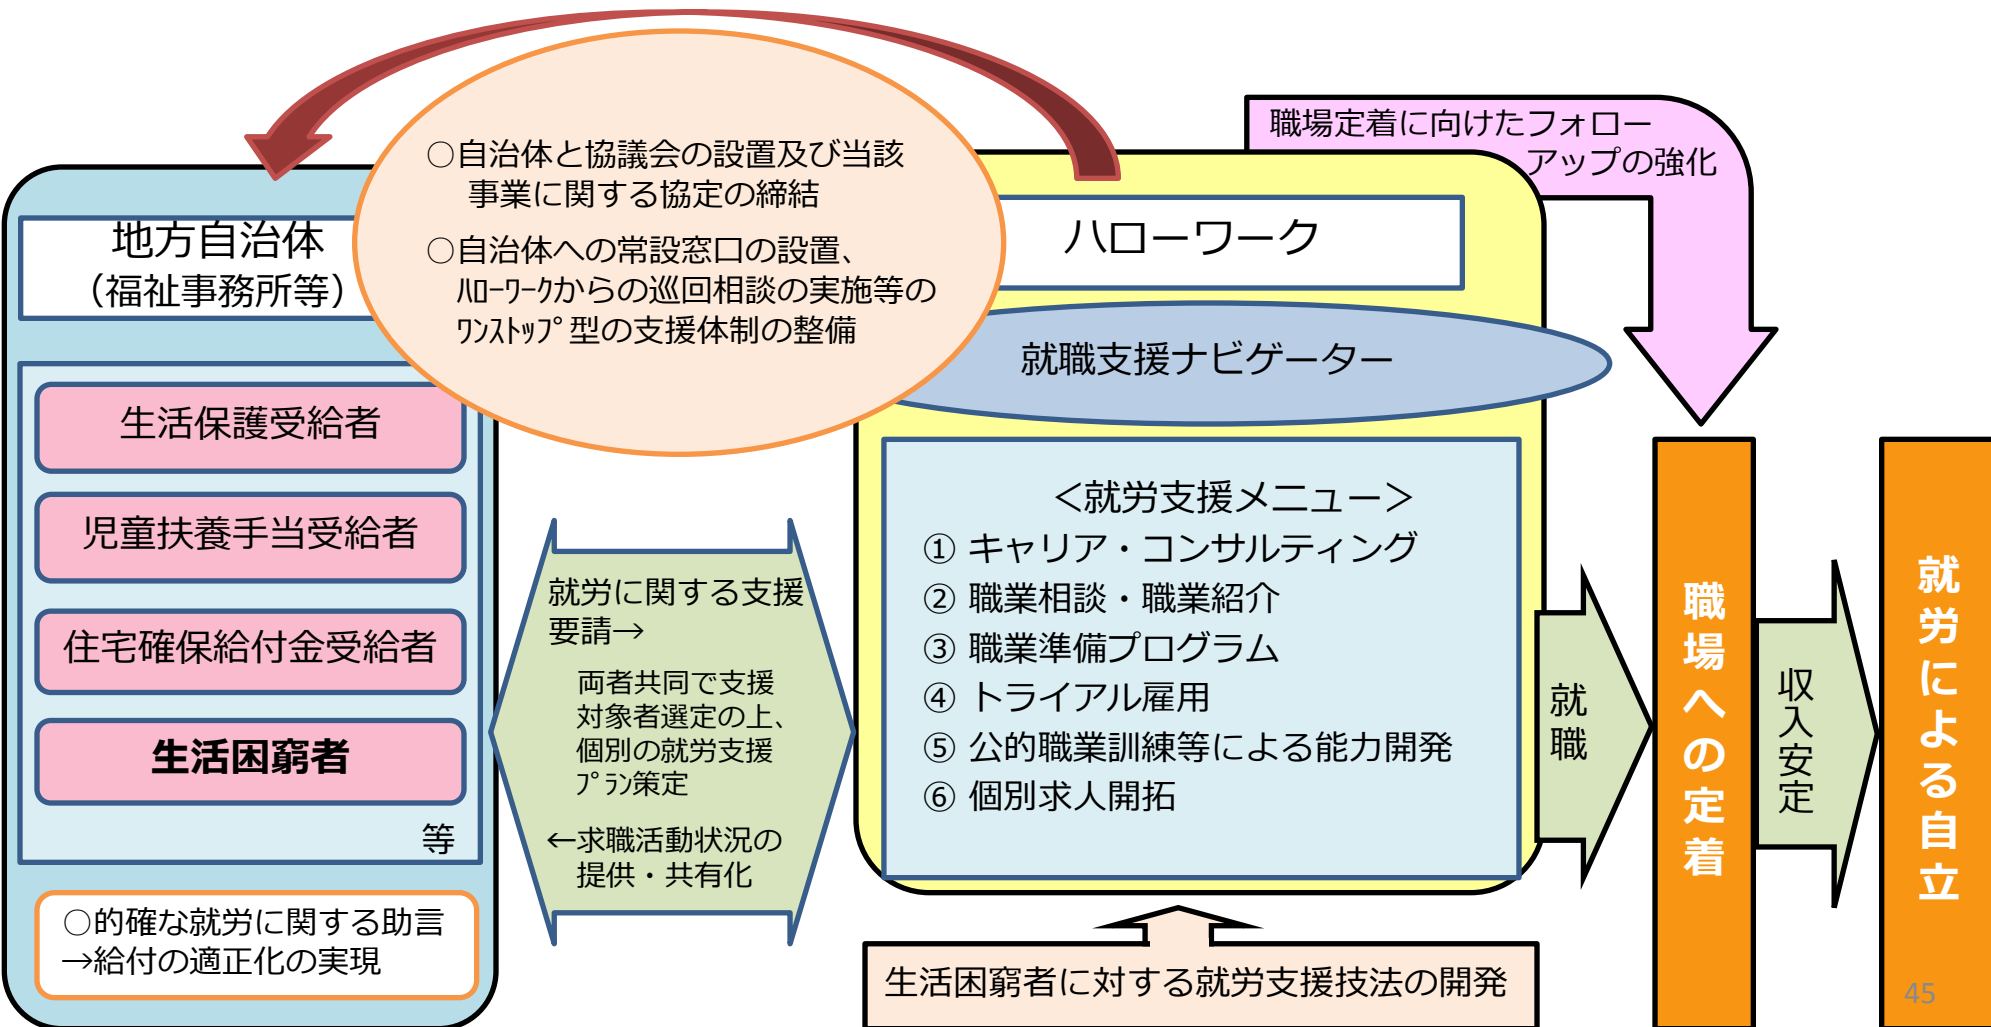 ○自治体と協議会の設置及び当該
事業に関する協定の締結
○自治体への常設窓口の設置、
ﾊﾛｰﾜｰｸからの巡回相談の実施等の
ﾜﾝｽﾄｯﾌﾟ型の支援体制の整備
職場定着に向けたフォロー
アップの強化
地方自治体
（福祉事務所等）
生活保護受給者
児童扶養手当受給者
住宅確保給付金受給者
生活困窮者
等
○的確な就労に関する助言
→給付の適正化の実現
就労に関する支援
要請→
両者共同で支援
対象者選定の上、
個別の就労支援
ﾌﾟﾗﾝ策定
←求職活動状況の
提供・共有化
ハローワーク
就職支援ナビゲーター
＜就労支援メニュー＞
① キャリア・コンサルティング
② 職業相談・職業紹介
③ 職業準備プログラム
④ トライアル雇用
⑤ 公的職業訓練等による能力開発
⑥ 個別求人開拓
生活困窮者に対する就労支援技法の開発
就職
職場への定着
収入安定
就労による自立
45